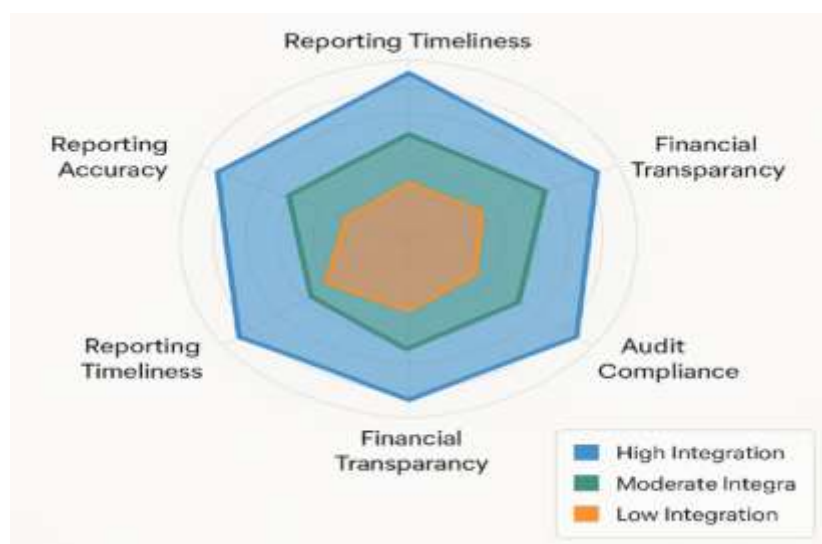 Reporting Timeliness
Reporting
Accuracy
Financial
Transparancy
Reporting
Timeliness
Audit
Compliance
Financial
Transparancy
High Integration
Moderate Integra
Low Integration